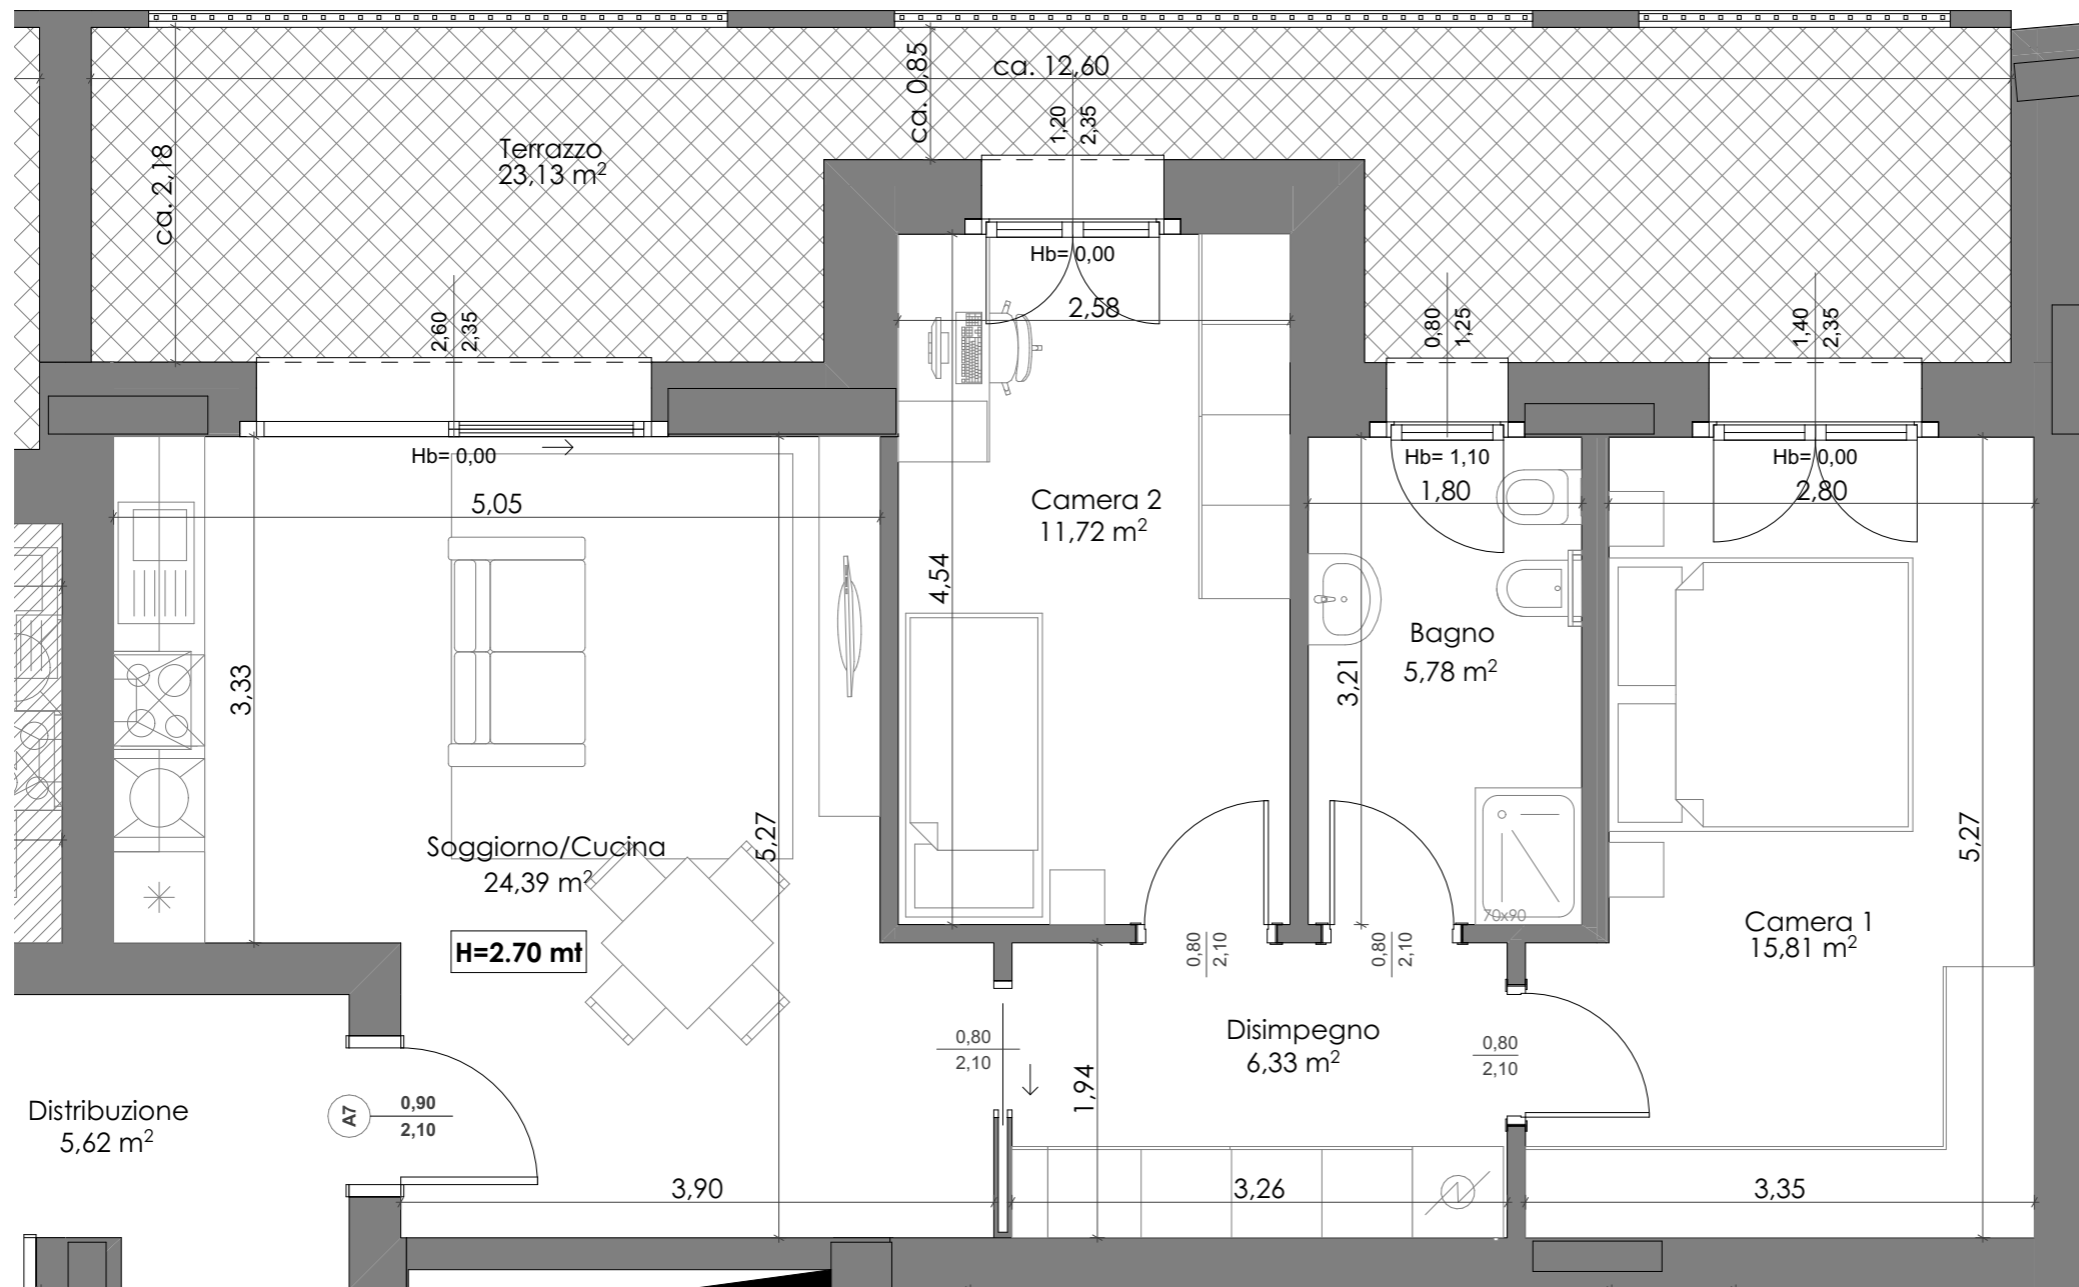 ca. 12,60
ca. 0,85
1,20
2,35
Terrazzo
23,13 m²
ca. 2,18
Hb= 0,00
2,58
2,60
2,35
0,80
1,25
1,40
2,35
Hb= 0,00
Hb= 1,10
Hb= 0,00
5,05
1,80
2,80
Camera 2
11,72 m²
4,54
Bagno
5,78 m²
3,33
3,21
5,27
5,27
Soggiorno/Cucina
24,39 m²
70x90
Camera 1
15,81 m²
H=2.70 mt
0,80
2,10
0,80
2,10
Disimpegno
6,33 m²
0,80
2,10
0,80
2,10
1,94
Distribuzione
5,62 m²
A7
0,90
2,10
3,90
3,26
3,35